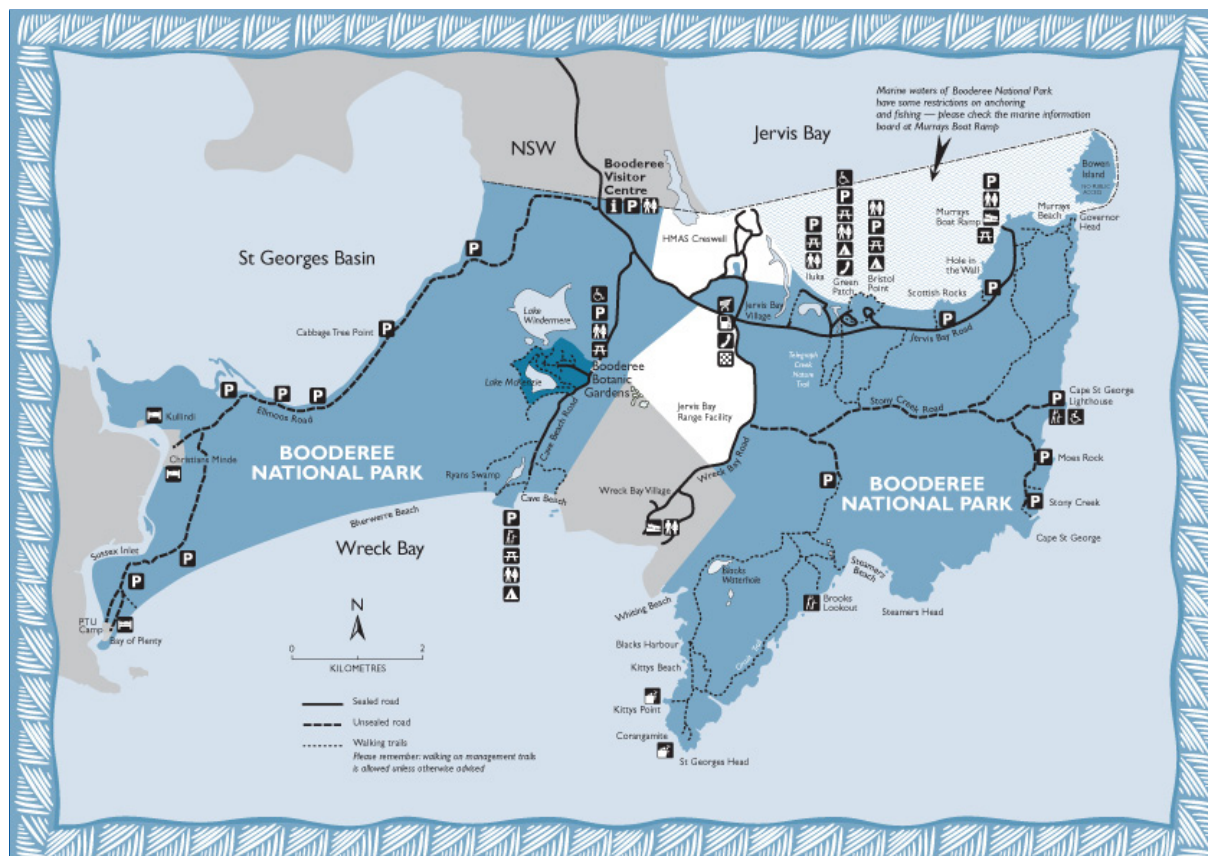 Marine waters of Booderee National Park
have some restrictions on anchoring
and fishing — please check the marine information
board at Murrays Boat Ramp
Jervis Bay
NSW
Booderee
Visitor
Centre
Bowen
Island
NO PUBLIC
ACCESS
Murrays
Boat Ramp
Murrays
Beach
Governor
Head
HMAS Creswell
St Georges Basin
Iluka
Green
Patch
Bristol
Point
Hole in
the Wall
Scottish Rocks
Lake
Windermere
Jervis Bay
Village
Jervis Bay
Road
Cabbage Tree Point
Telegraph
Creek
Nature
Trail
Lake McKenzie
Booderee
Botanic
Gardens
Cape St George
Lighthouse
Kullindi
Ellmoos Road
Cave Beach Road
Jervis Bay
Range Facility
Stony Creek Road
Christians Minde
BOODEREE
NATIONAL PARK
Wreck Bay Road
Moes Rock
Ryans Swamp
Cave Beach
Wreck Bay Village
BOODEREE
NATIONAL PARK
Stony Creek
Bherwerre Beach
Cape St George
Sussex Inlet
Wreck Bay
Steamers
Beach
Blacks
Waterhole
Brooks
Lookout
Steamers Head
Whiting Beach
PTU
Camp
Bay of Plenty
N
Blacks Harbour
0 2
KILOMETRES
Kittys Beach
Sealed road
Kittys Point
Unsealed road
Corangamite
Walking trails
St Georges Head
Please remember: walking on management trails
is allowed unless otherwise advised